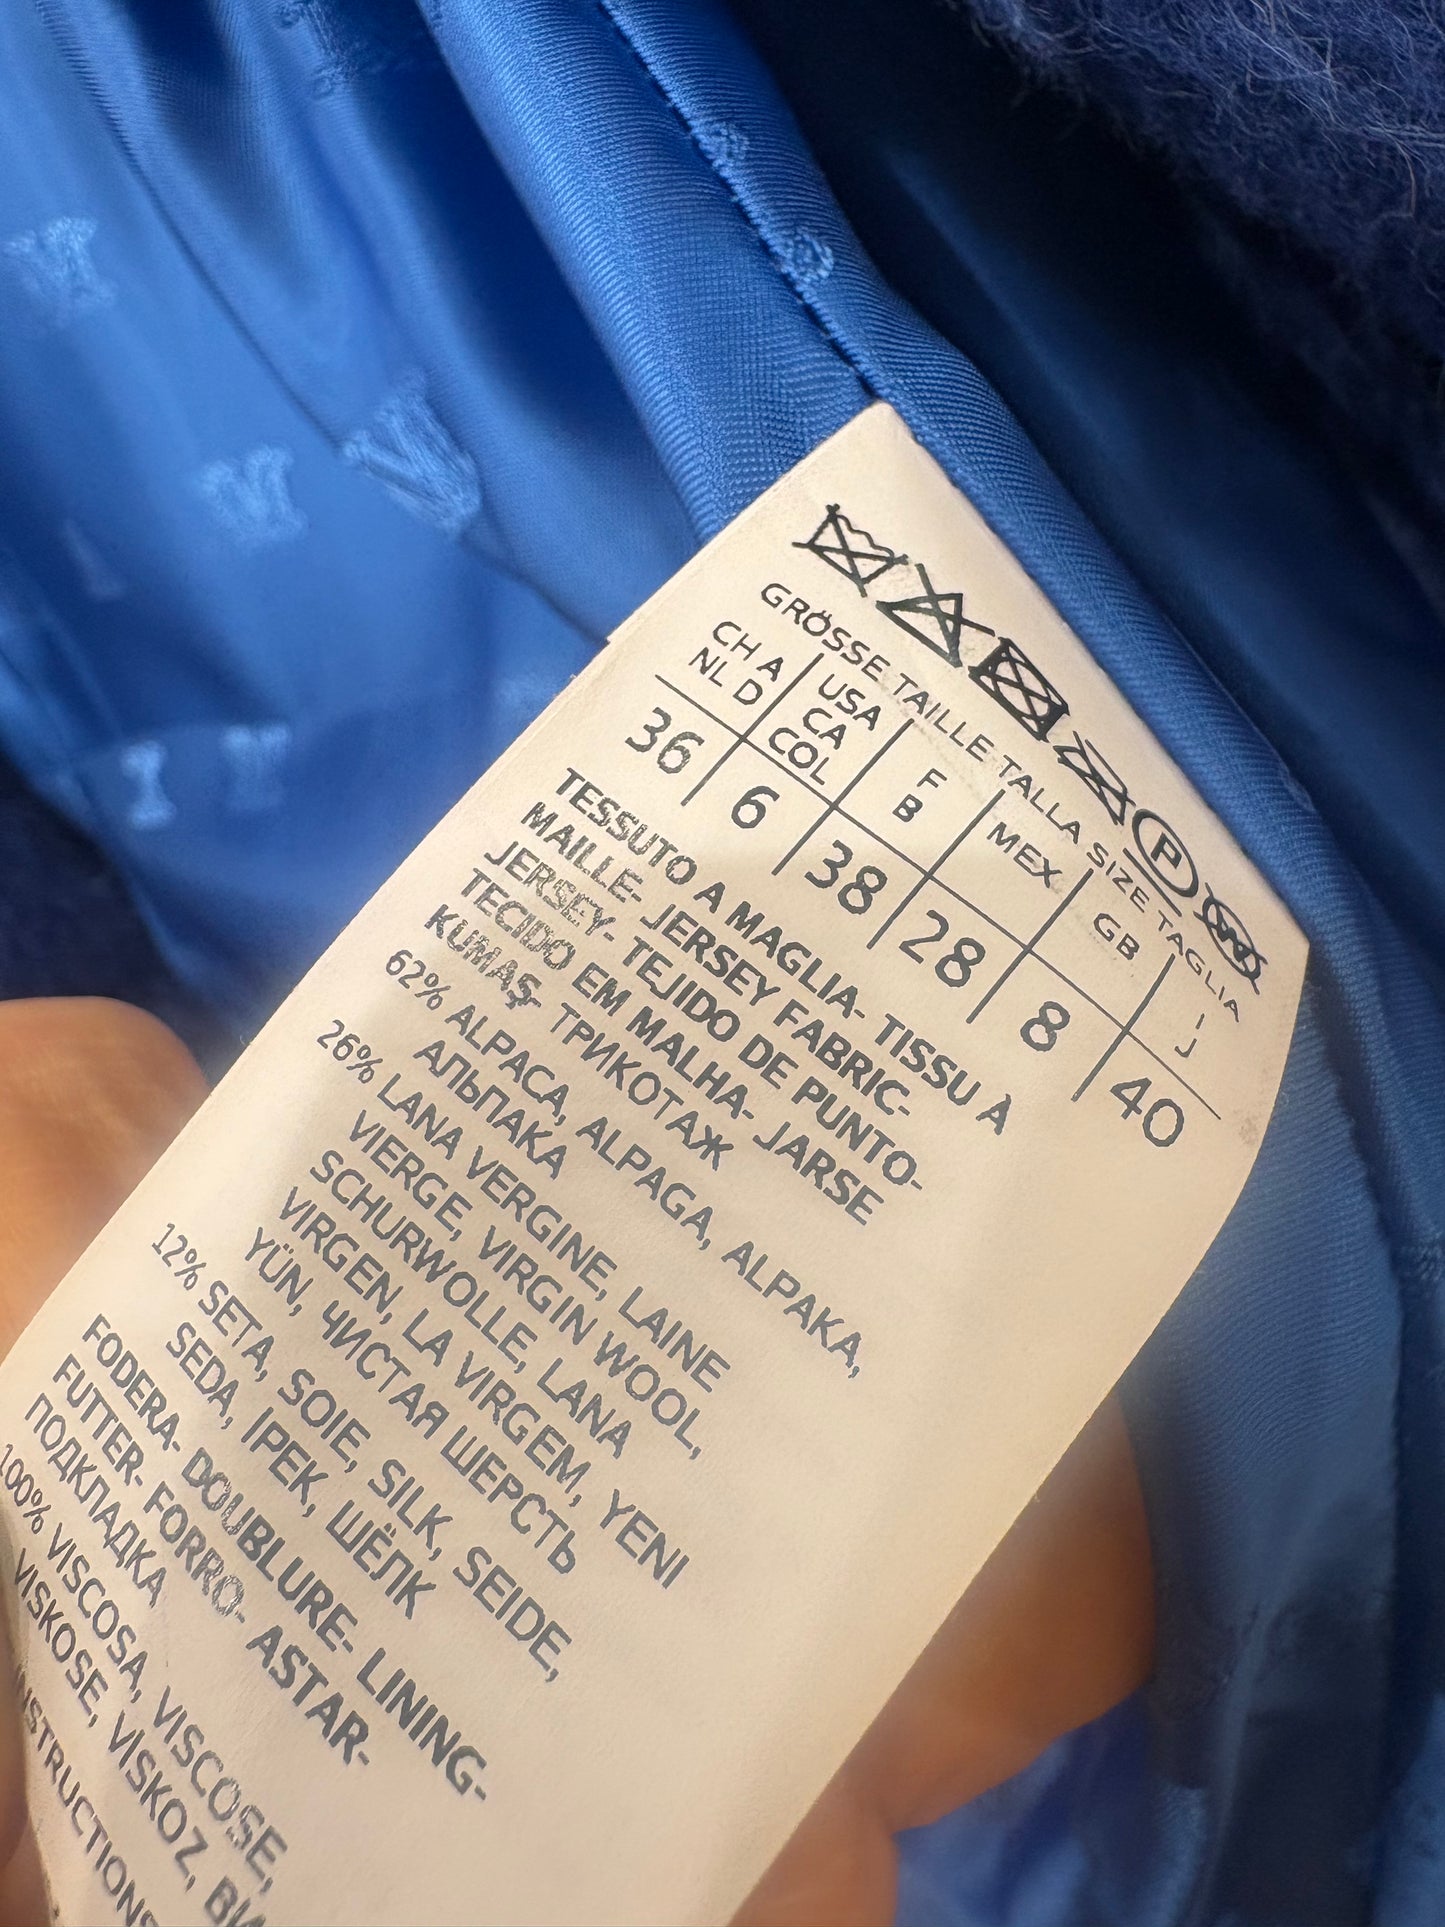 P
GRÖSSE TAILLE TALLA SIZE TAGLIA
CH A USA F MEX GB I
NL D CA B J
COL
36 6 38 28 8 40
TESSUTO A MAGLIA- TISSU À
MAILLE- JERSEY FABRIC-
JERSEY- TEJIDO DE PUNTO-
TECIDO EM MALHA- JARSE
KUMAŞ- ТРИКОТАЖ
62% ALPACA, ALPAGA, ALPAKA,
АЛЬПАКА
26% LANA VERGINE, LAINE
VIERGE, VIRGIN WOOL,
SCHURWOLLE, LANA
VIRGEN, LA VIRGEM, YENI
YÜN, ЧИСТАЯ ШЕРСТЬ
12% SETA, SOIE, SILK, SEIDE,
SEDA, İPEK, ШЁЛК
FODERA- DOUBLURE- LINING-
FUTTER- FORRO- ASTAR-
ПОДКЛАДКА
100% VISCOSA, VISCOSE,
VISKOSE, VİSKOZ, ВИ
NSTRUCTIONS